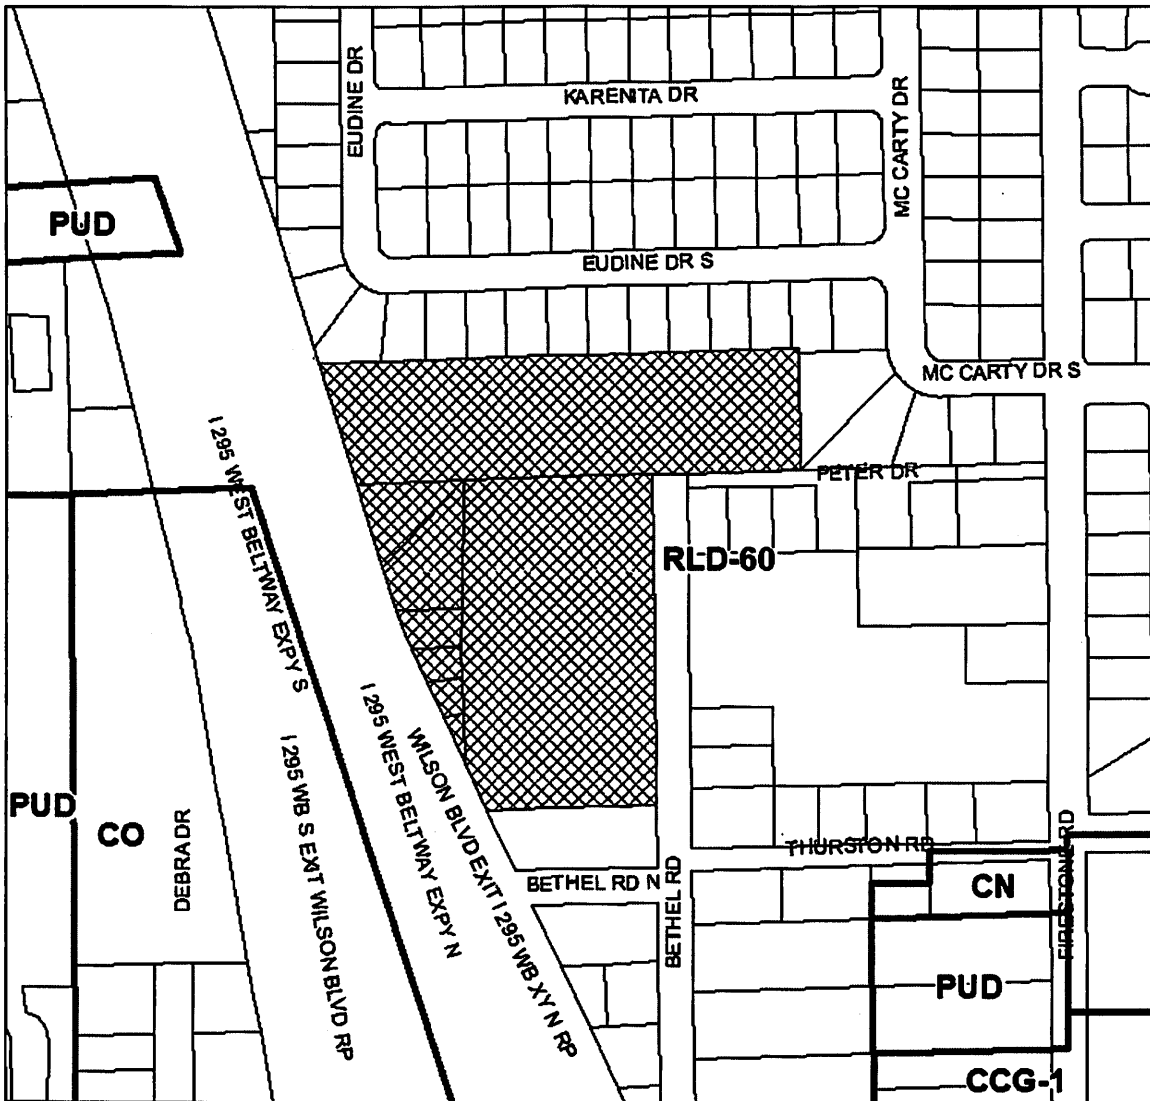 EUDINE DR
KARENITA DR
MC CARTY DR
PUD
EUDINE DR S
MC CARTY DR S
PETER DR
I 295 WEST BELTWAY EXPY S
RLD-60
I 295 WB S EXIT WILSON BLVD RP
I 295 WEST BELTWAY EXPY N
WILSON BLVD EXIT I 295 WB XY N RP
PUD
CO
DEBRA DR
THURSTON RD
FIRESTONE RD
BETHEL RD N
BETHEL RD
CN
PUD
CCG-1